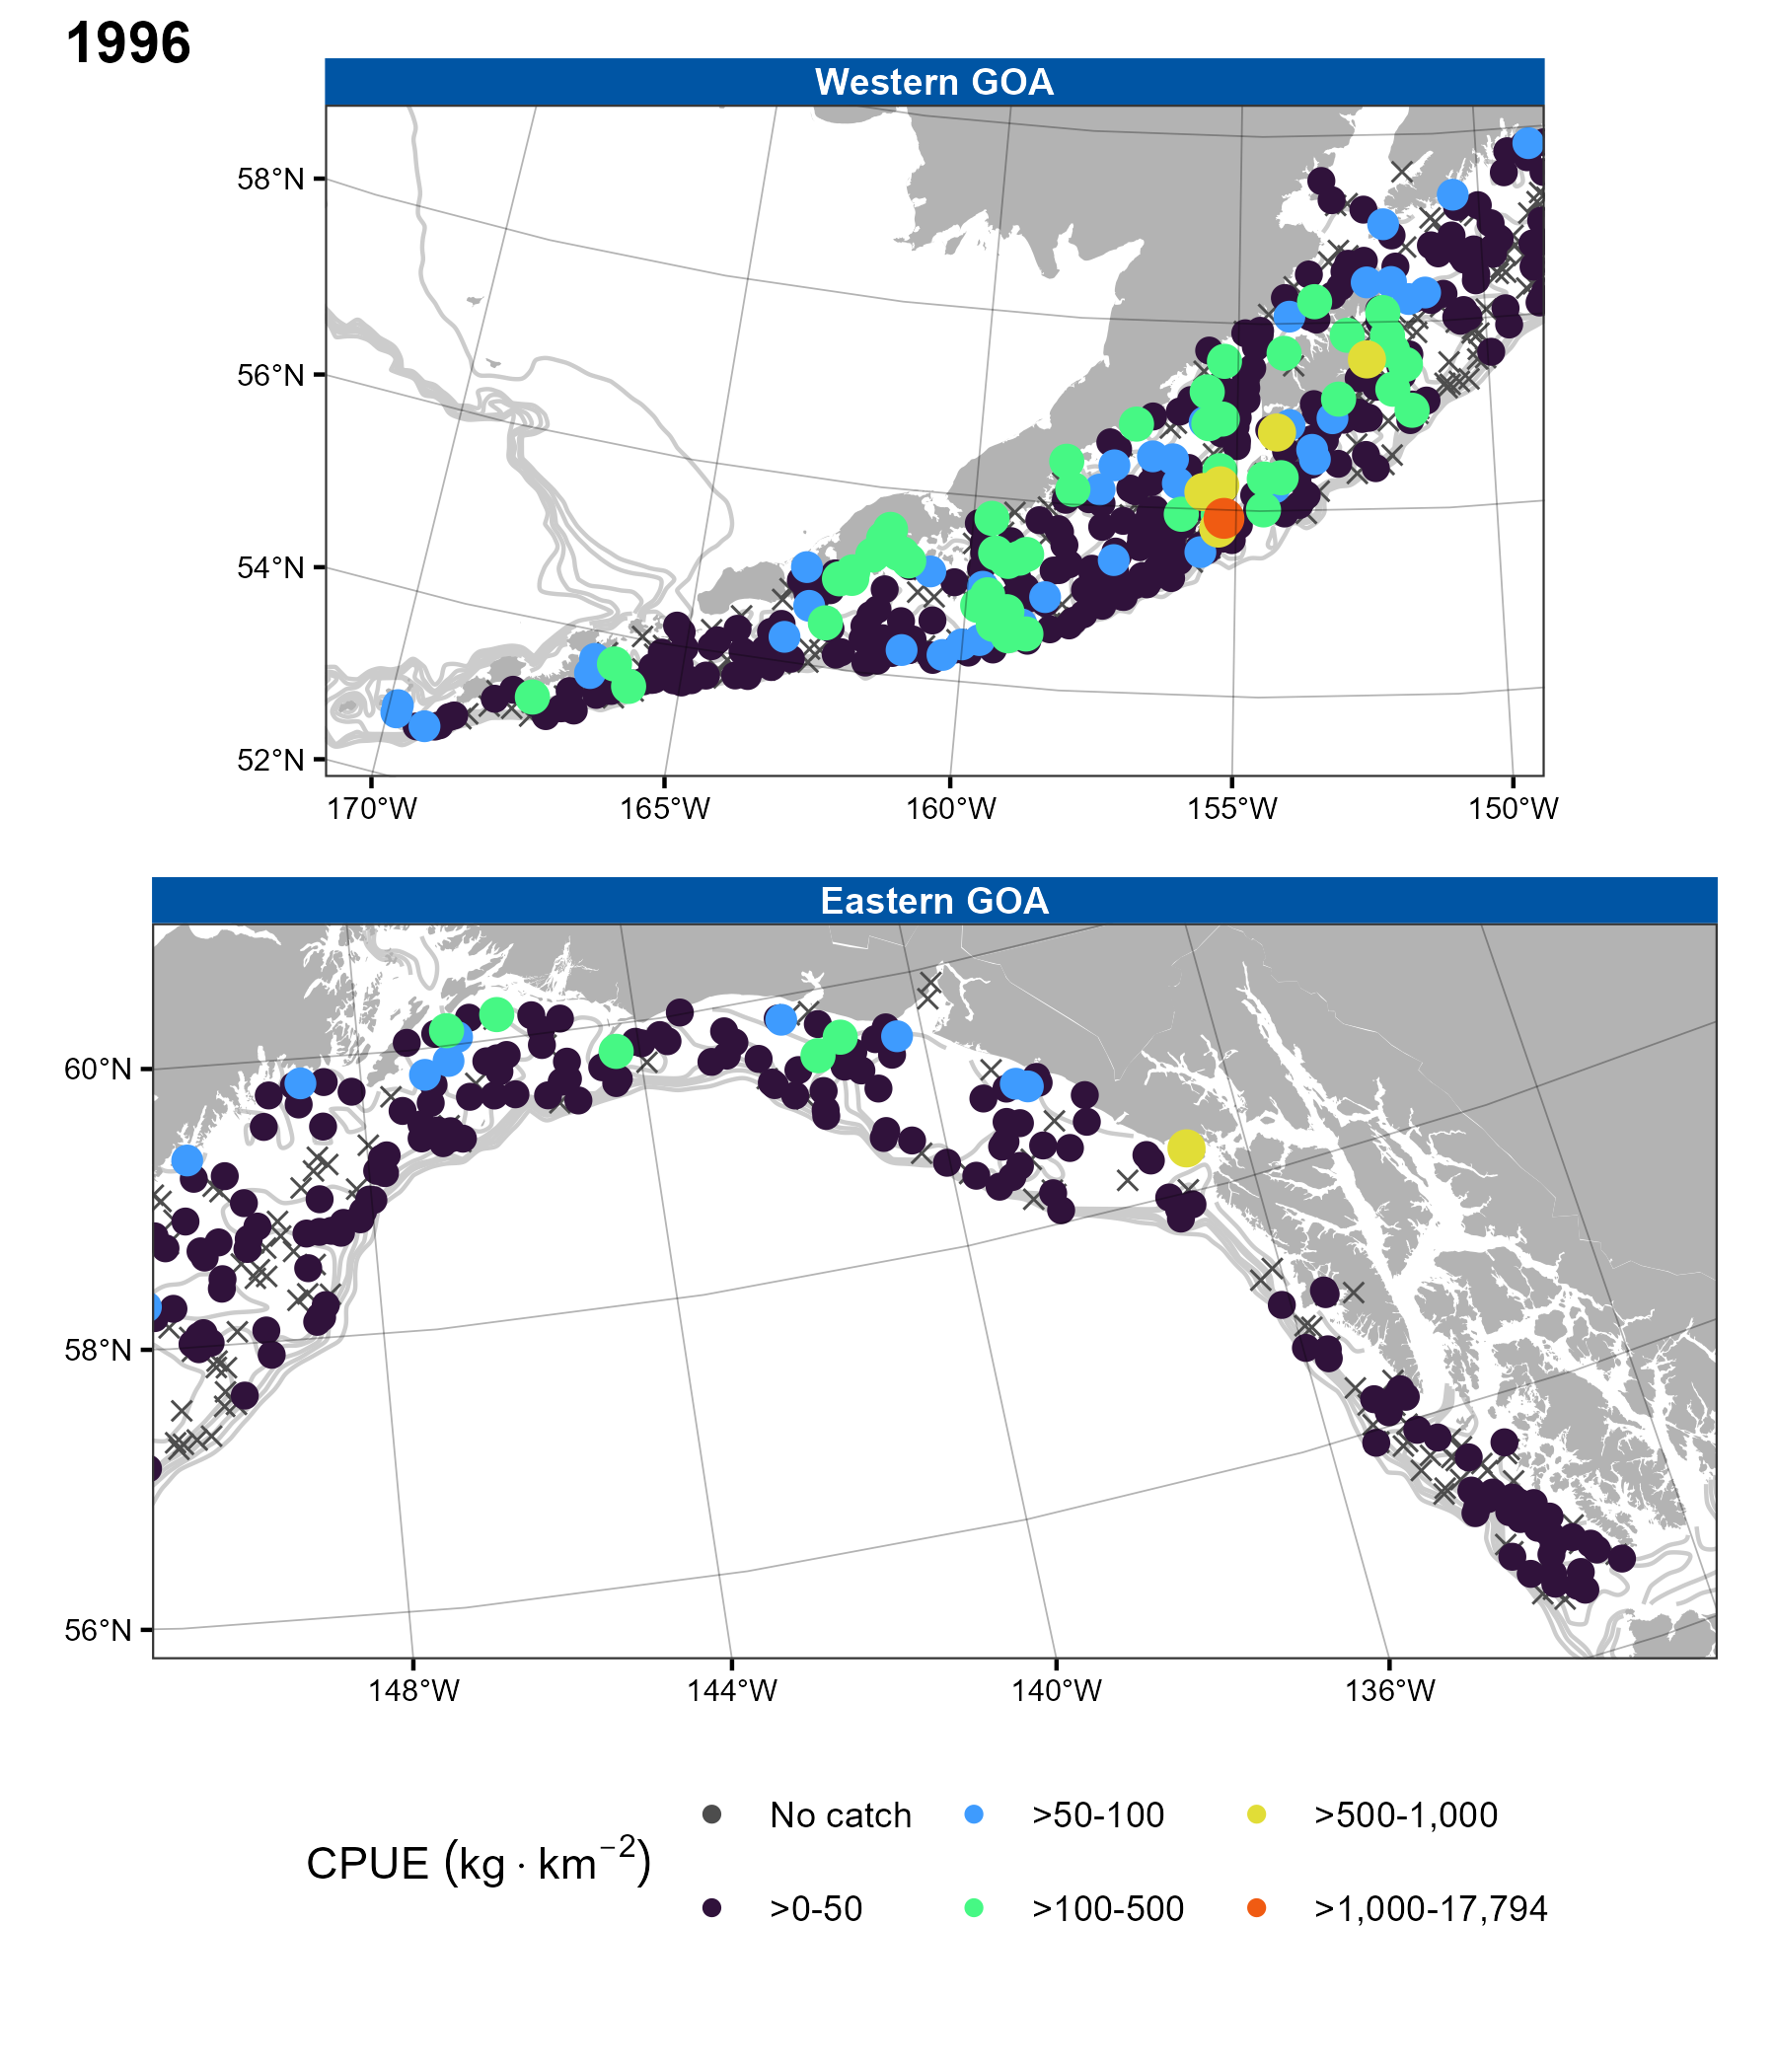 1996
Western GOA
58°N
56°N
54°N
52°N
170°W 165°W 160°W 155°W 150°W
Eastern GOA
60°N
58°N
56°N
148°W 144°W 140°W 136°W
CPUE (kg · km⁻²)
No catch >50-100 >500-1,000
>0-50 >100-500 >1,000-17,794